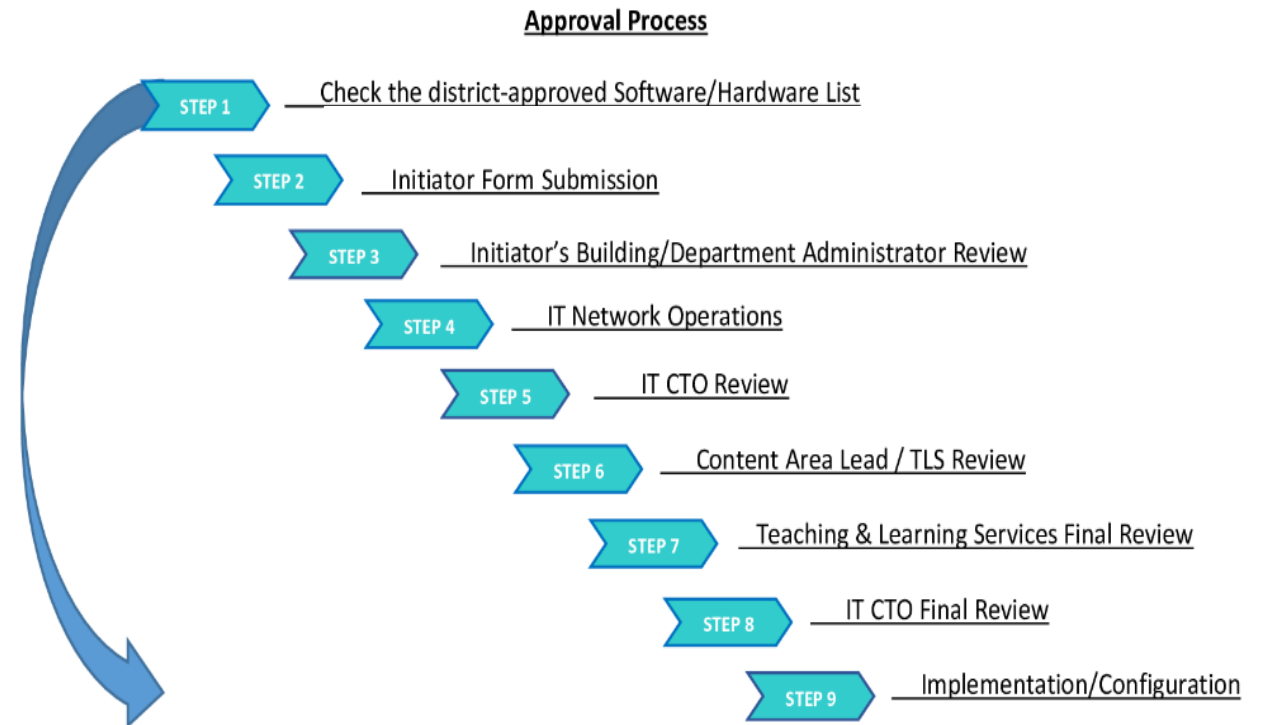 Approval Process
STEP 1 Check the district-approved Software/Hardware List
STEP 2 Initiator Form Submission
STEP 3 Initiator’s Building/Department Administrator Review
STEP 4 IT Network Operations
STEP 5 IT CTO Review
STEP 6 Content Area Lead / TLS Review
STEP 7 Teaching & Learning Services Final Review
STEP 8 IT CTO Final Review
STEP 9 Implementation/Configuration